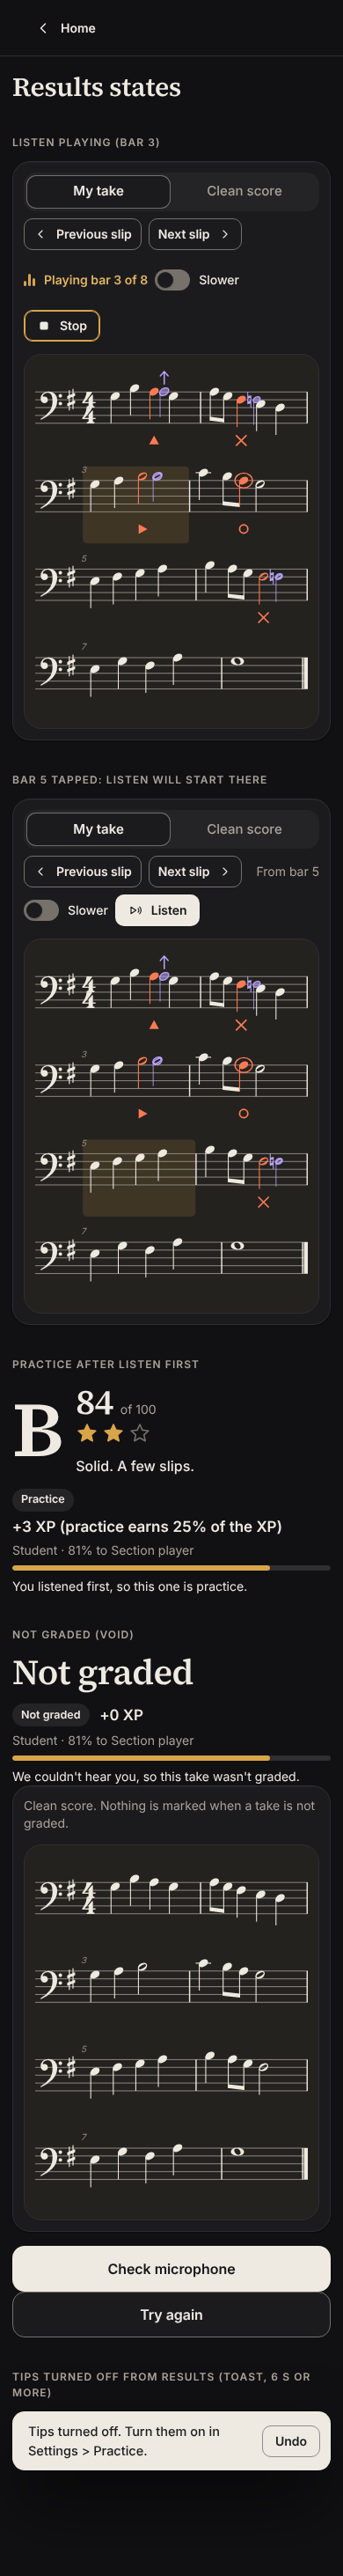 Home
Results states
LISTEN PLAYING (BAR 3)
My take
Clean score
Previous slip
Next slip
Playing bar 3 of 8
Slower
Stop
4
4
3
5
7
BAR 5 TAPPED: LISTEN WILL START THERE
My take
Clean score
Previous slip
Next slip
From bar 5
Slower
Listen
4
4
3
5
7
PRACTICE AFTER LISTEN FIRST
B
84 of 100
Solid. A few slips.
Practice
+3 XP (practice earns 25% of the XP)
Student · 81% to Section player
You listened first, so this one is practice.
NOT GRADED (VOID)
Not graded
Not graded
+0 XP
Student · 81% to Section player
We couldn't hear you, so this take wasn't graded.
Clean score. Nothing is marked when a take is not
graded.
4
4
3
5
7
Check microphone
Try again
TIPS TURNED OFF FROM RESULTS (TOAST, 6 S OR
MORE)
Tips turned off. Turn them on in
Settings > Practice.
Undo